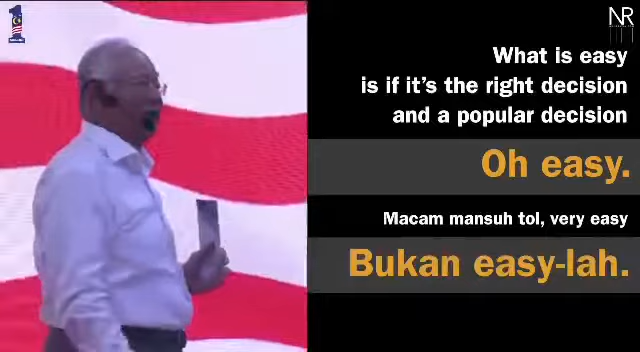 NR
What is easy
is if it's the right decision
and a popular decision
Oh easy.
Macam mansuh tol, very easy
Bukan easy-lah.